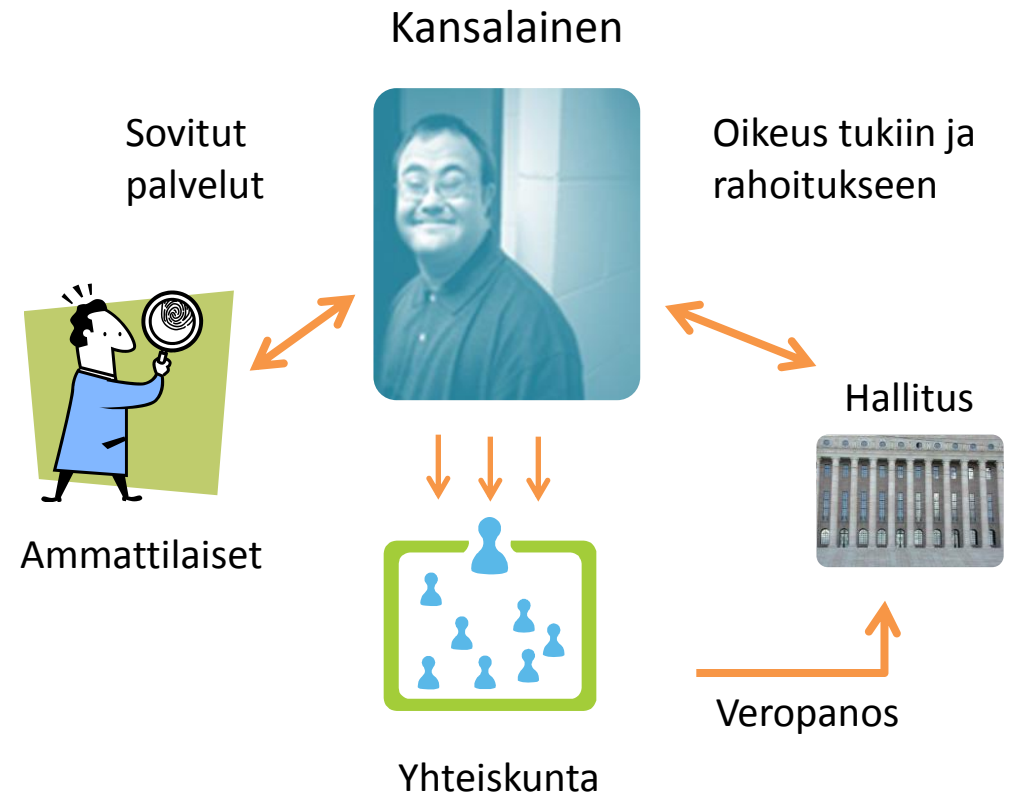 Kansalainen
Sovitut
palvelut
Oikeus tukiin ja
rahoitukseen
Hallitus
Ammattilaiset
Veropanos
Yhteiskunta